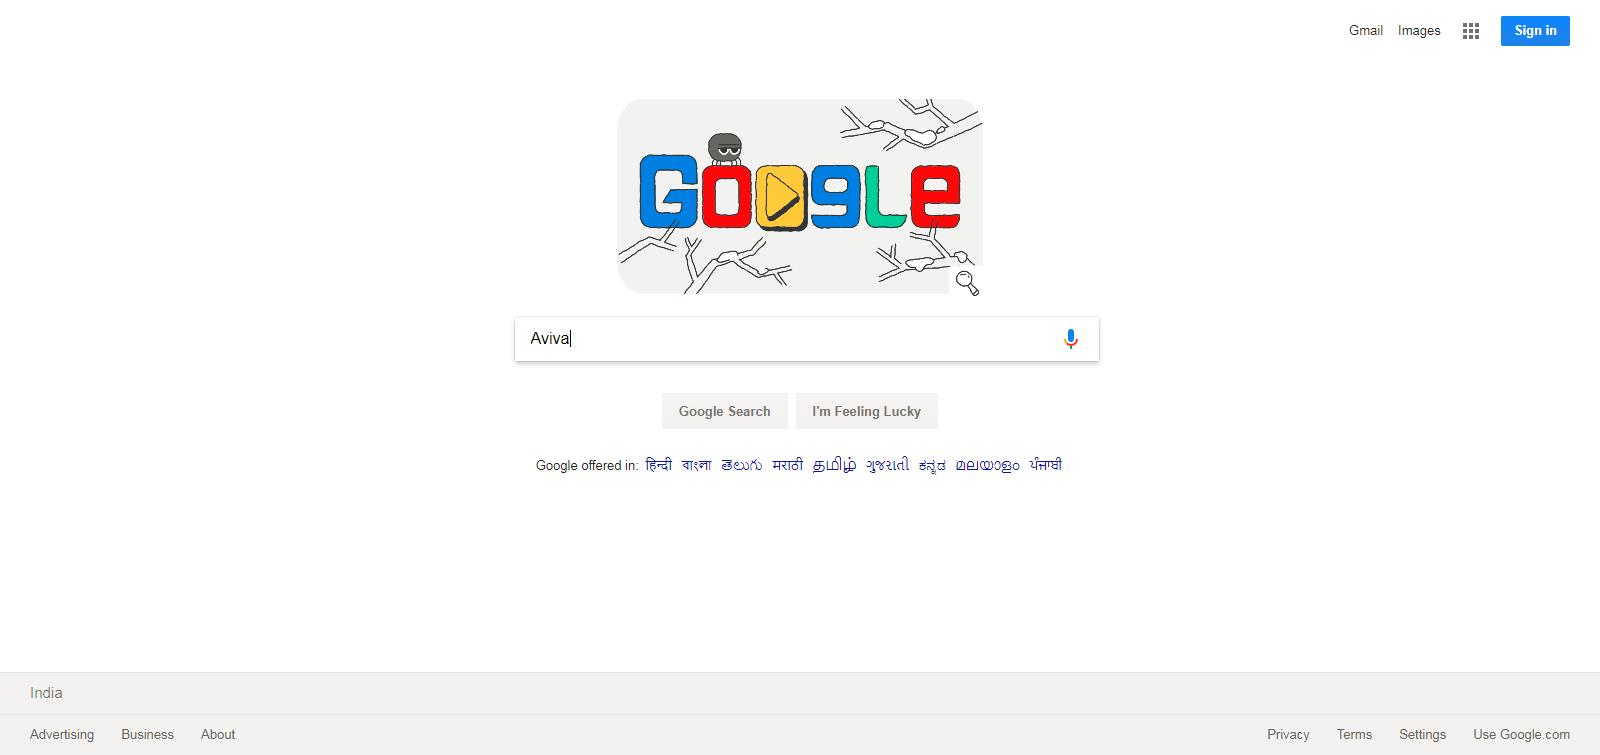 Gmail Images Sign in
Google
Aviva
Google Search I'm Feeling Lucky
Google offered in: हिन्दी বাংলা తెలుగు मराठी தமிழ் ગુજરાતી ಕನ್ನಡ മലയാളം ਪੰਜਾਬੀ
India
Advertising Business About Privacy Terms Settings Use Google.com